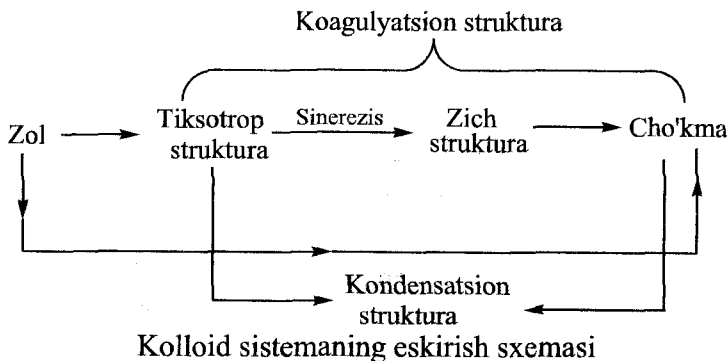 Koagulyatsion struktura
Zol
Tiksotrop
struktura
Sinerezis
Zich
struktura
Cho'kma
Kondensatsion
struktura
Kolloid sistemaning eskirish sxemasi